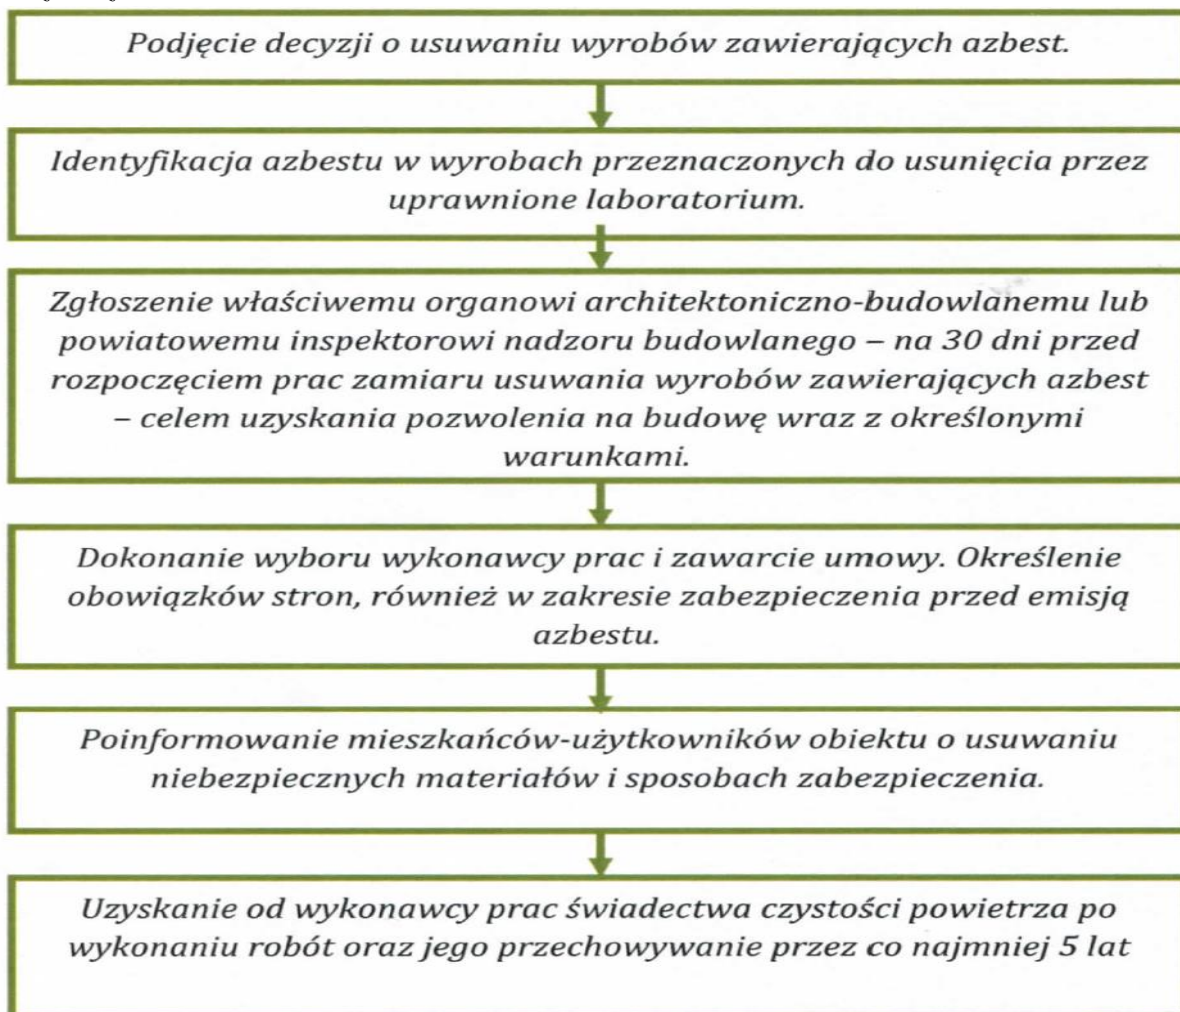 Podjęcie decyzji o usuwaniu wyrobów zawierających azbest.
Identyfikacja azbestu w wyrobach przeznaczonych do usunięcia przez
uprawnione laboratorium.
Zgłoszenie właściwemu organowi architektoniczno-budowlanemu lub
powiatowemu inspektorowi nadzoru budowlanego – na 30 dni przed
rozpoczęciem prac zamiaru usuwania wyrobów zawierających azbest
– celem uzyskania pozwolenia na budowę wraz z określonymi
warunkami.
Dokonanie wyboru wykonawcy prac i zawarcie umowy. Określenie
obowiązków stron, również w zakresie zabezpieczenia przed emisją
azbestu.
Poinformowanie mieszkańców-użytkowników obiektu o usuwaniu
niebezpiecznych materiałów i sposobach zabezpieczenia.
Uzyskanie od wykonawcy prac świadectwa czystości powietrza po
wykonaniu robót oraz jego przechowywanie przez co najmniej 5 lat